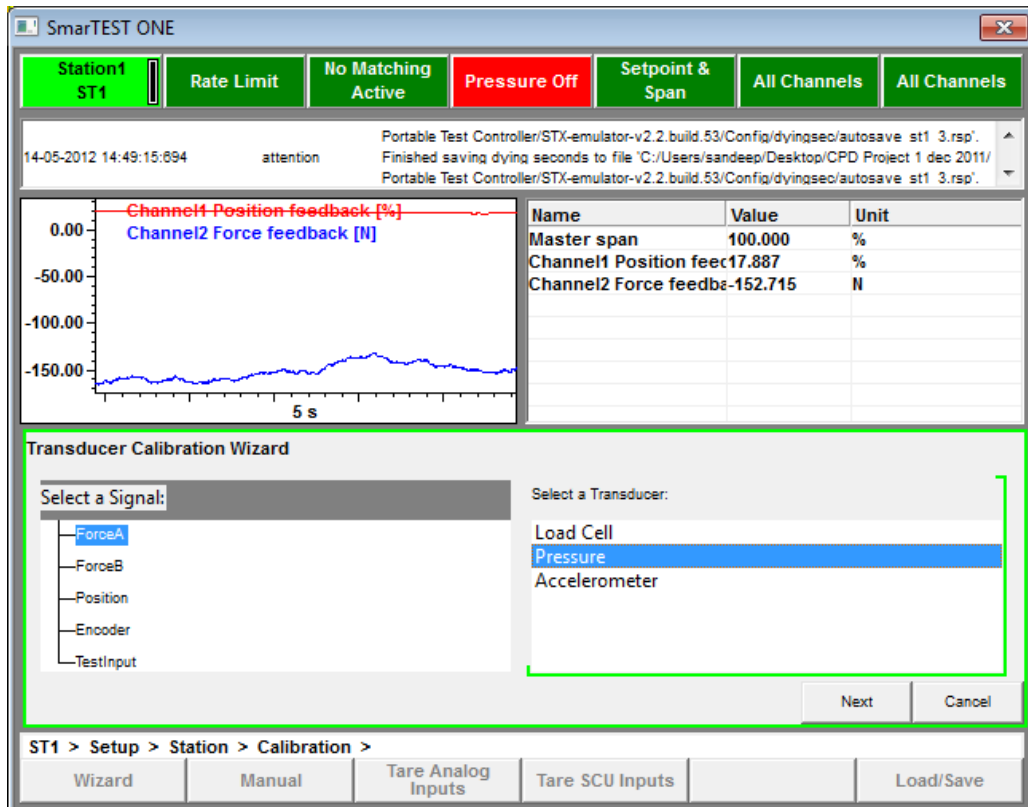 SmarTEST ONE
Station1
ST1
Rate Limit
No Matching
Active
Pressure Off
Setpoint &
Span
All Channels
All Channels
Portable Test Controller/STX-emulator-v2.2.build.53/Config/dyingsec/autosave_st1_3.rsp'.
14-05-2012 14:49:15:694 attention Finished saving dying seconds to file 'C:/Users/sandeep/Desktop/CPD Project 1 dec 2011/
Portable Test Controller/STX-emulator-v2.2.build.53/Config/dyingsec/autosave_st1_3.rsp'.
Channel1 Position feedback [%]
Channel2 Force feedback [N]
0.00
-50.00
-100.00
-150.00
5 s
Name Value Unit
Master span 100.000 %
Channel1 Position feec 17.887 %
Channel2 Force feedba -152.715 N
Transducer Calibration Wizard
Select a Signal:
ForceA
ForceB
Position
Encoder
TestInput
Select a Transducer:
Load Cell
Pressure
Accelerometer
Next
Cancel
ST1 > Setup > Station > Calibration >
Wizard
Manual
Tare Analog
Inputs
Tare SCU Inputs
Load/Save